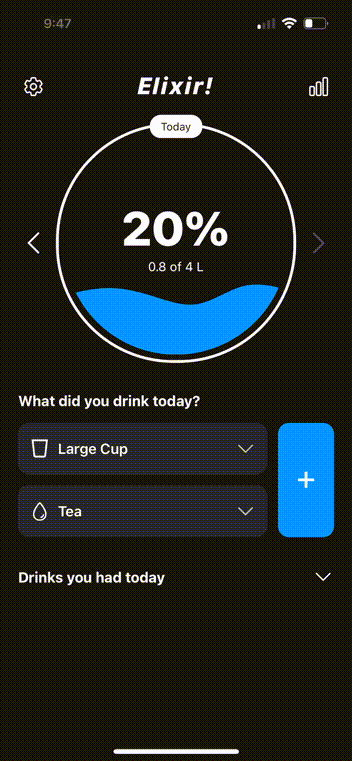 9:47
Elixir!
Today
20%
0.8 of 4 L
What did you drink today?
Large Cup
Tea
+
Drinks you had today